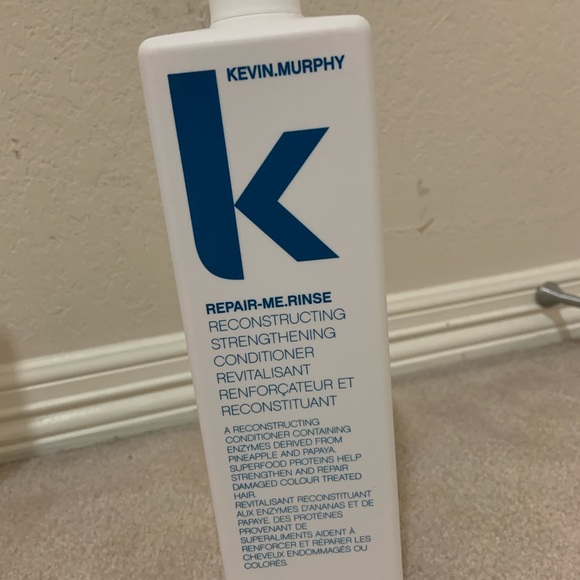 KEVIN.MURPHY
k
REPAIR-ME.RINSE
RECONSTRUCTING
STRENGTHENING
CONDITIONER
REVITALISANT
RENFORÇATEUR ET
RECONSTITUANT
A RECONSTRUCTING
CONDITIONER CONTAINING
ENZYMES DERIVED FROM
PINEAPPLE AND PAPAYA.
SUPERFOOD PROTEINS HELP
STRENGTHEN AND REPAIR
DAMAGED COLOUR TREATED
HAIR.
REVITALISANT RECONSTITUANT
AUX ENZYMES D'ANANAS ET DE
PAPAYE. DES PROTÉINES
PROVENANT DE
SUPERALIMENTS AIDENT À
RENFORCER ET RÉPARER LES
CHEVEUX ENDOMMAGÉS OU
COLORÉS.